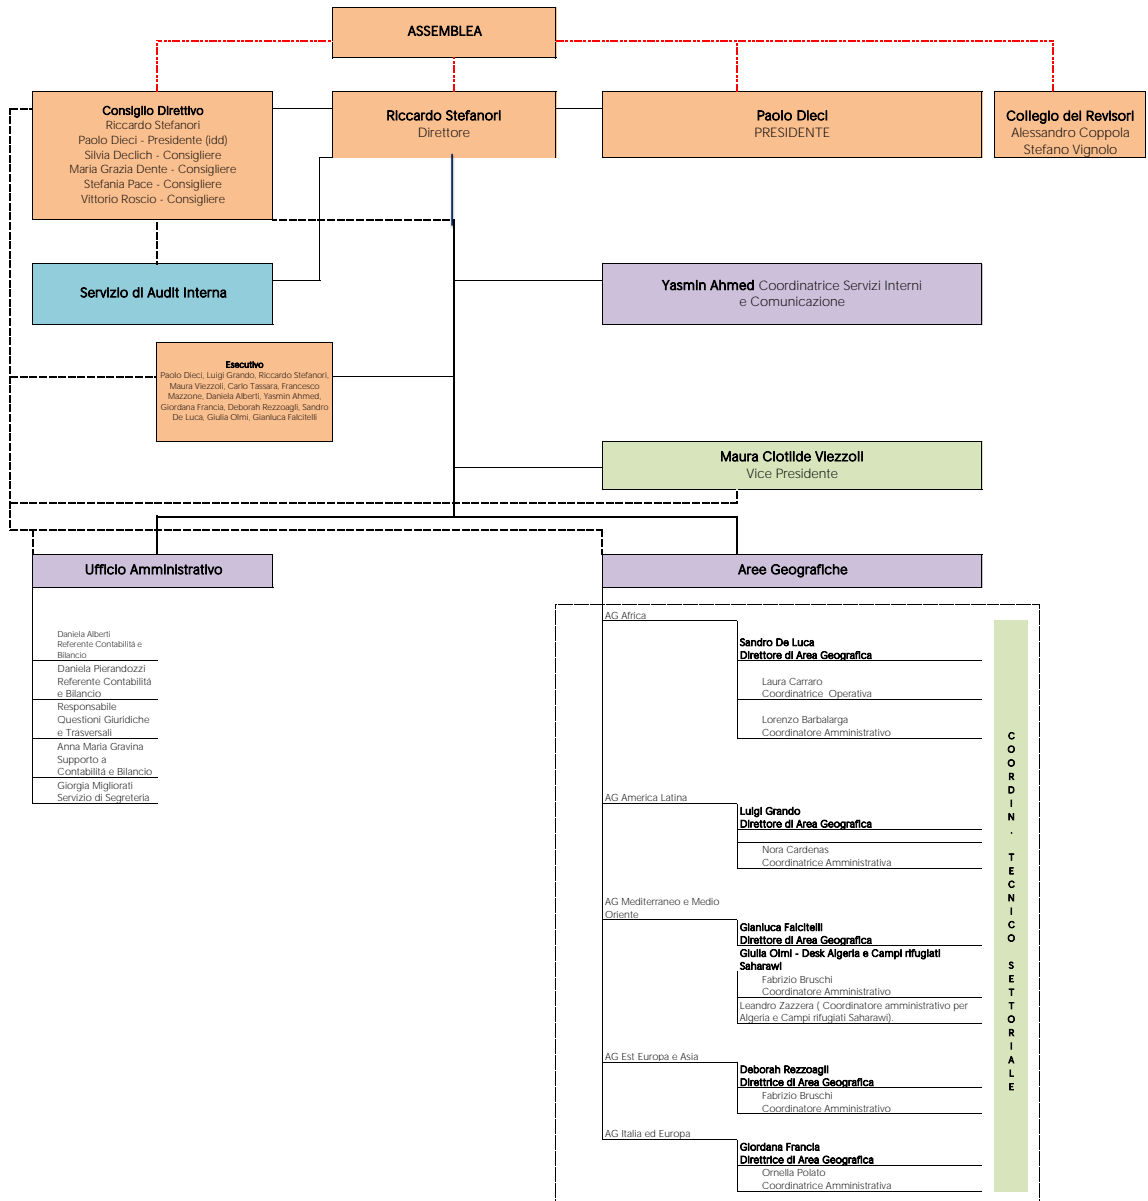 ASSEMBLEA
Consiglio Direttivo
Riccardo Stefanori
Paolo Dieci - Presidente (idd)
Silvia Declich - Consigliere
Maria Grazia Dente - Consigliere
Stefania Pace - Consigliere
Vittorio Roscio - Consigliere
Riccardo Stefanori
Direttore
Paolo Dieci
PRESIDENTE
Collegio dei Revisori
Alessandro Coppola
Stefano Vignolo
Servizio di Audit Interna
Yasmin Ahmed Coordinatrice Servizi Interni
e Comunicazione
Esecutivo
Paolo Dieci, Luigi Grando, Riccardo Stefanori,
Maura Viezzoli, Carlo Tassara, Francesco
Mazzone, Daniela Alberti, Yasmin Ahmed,
Giordana Francia, Deborah Rezzoagli, Sandro
De Luca, Giulia Olmi, Gianluca Falcitelli
Maura Clotilde Viezzoli
Vice Presidente
Ufficio Amministrativo
Daniela Alberti
Referente Contabilitá e
Bilancio
Daniela Pierandozzi
Referente Contabilitá
e Bilancio
Responsabile
Questioni Giuridiche
e Trasversali
Anna Maria Gravina
Supporto a
Contabilitá e Bilancio
Giorgia Migliorati
Servizio di Segreteria
Aree Geografiche
AG Africa
Sandro De Luca
Direttore di Area Geografica
Laura Carraro
Coordinatrice Operativa
Lorenzo Barbalarga
Coordinatore Amministrativo
AG America Latina
Luigi Grando
Direttore di Area Geografica
Nora Cardenas
Coordinatrice Amministrativa
AG Mediterraneo e Medio
Oriente
Gianluca Falcitelli
Direttore di Area Geografica
Giulia Olmi - Desk Algeria e Campi rifugiati
Saharawi
Fabrizio Bruschi
Coordinatore Amministrativo
Leandro Zazzera ( Coordinatore amministrativo per
Algeria e Campi rifugiati Saharawi).
AG Est Europa e Asia
Deborah Rezzoagli
Direttrice di Area Geografica
Fabrizio Bruschi
Coordinatore Amministrativo
AG Italia ed Europa
Giordana Francia
Direttrice di Area Geografica
Ornella Polato
Coordinatrice Amministrativa
COORDIN. TECNICO SETTORIALE